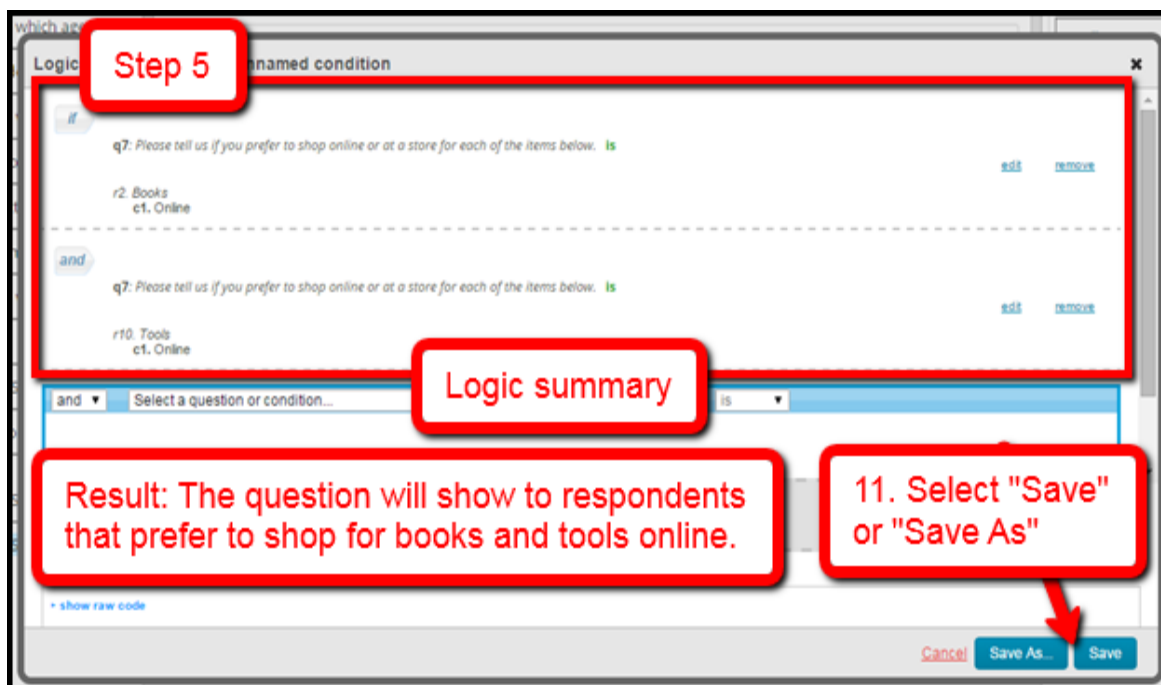 which age
Step 5
Logic
nnamed condition
if
q7: Please tell us if you prefer to shop online or at a store for each of the items below. is
edit remove
r2. Books
c1. Online
and
q7: Please tell us if you prefer to shop online or at a store for each of the items below. is
edit remove
r10. Tools
c1. Online
Logic summary
and Select a question or condition... is
Result: The question will show to respondents
that prefer to shop for books and tools online.
11. Select "Save"
or "Save As"
show raw code
Cancel Save As... Save